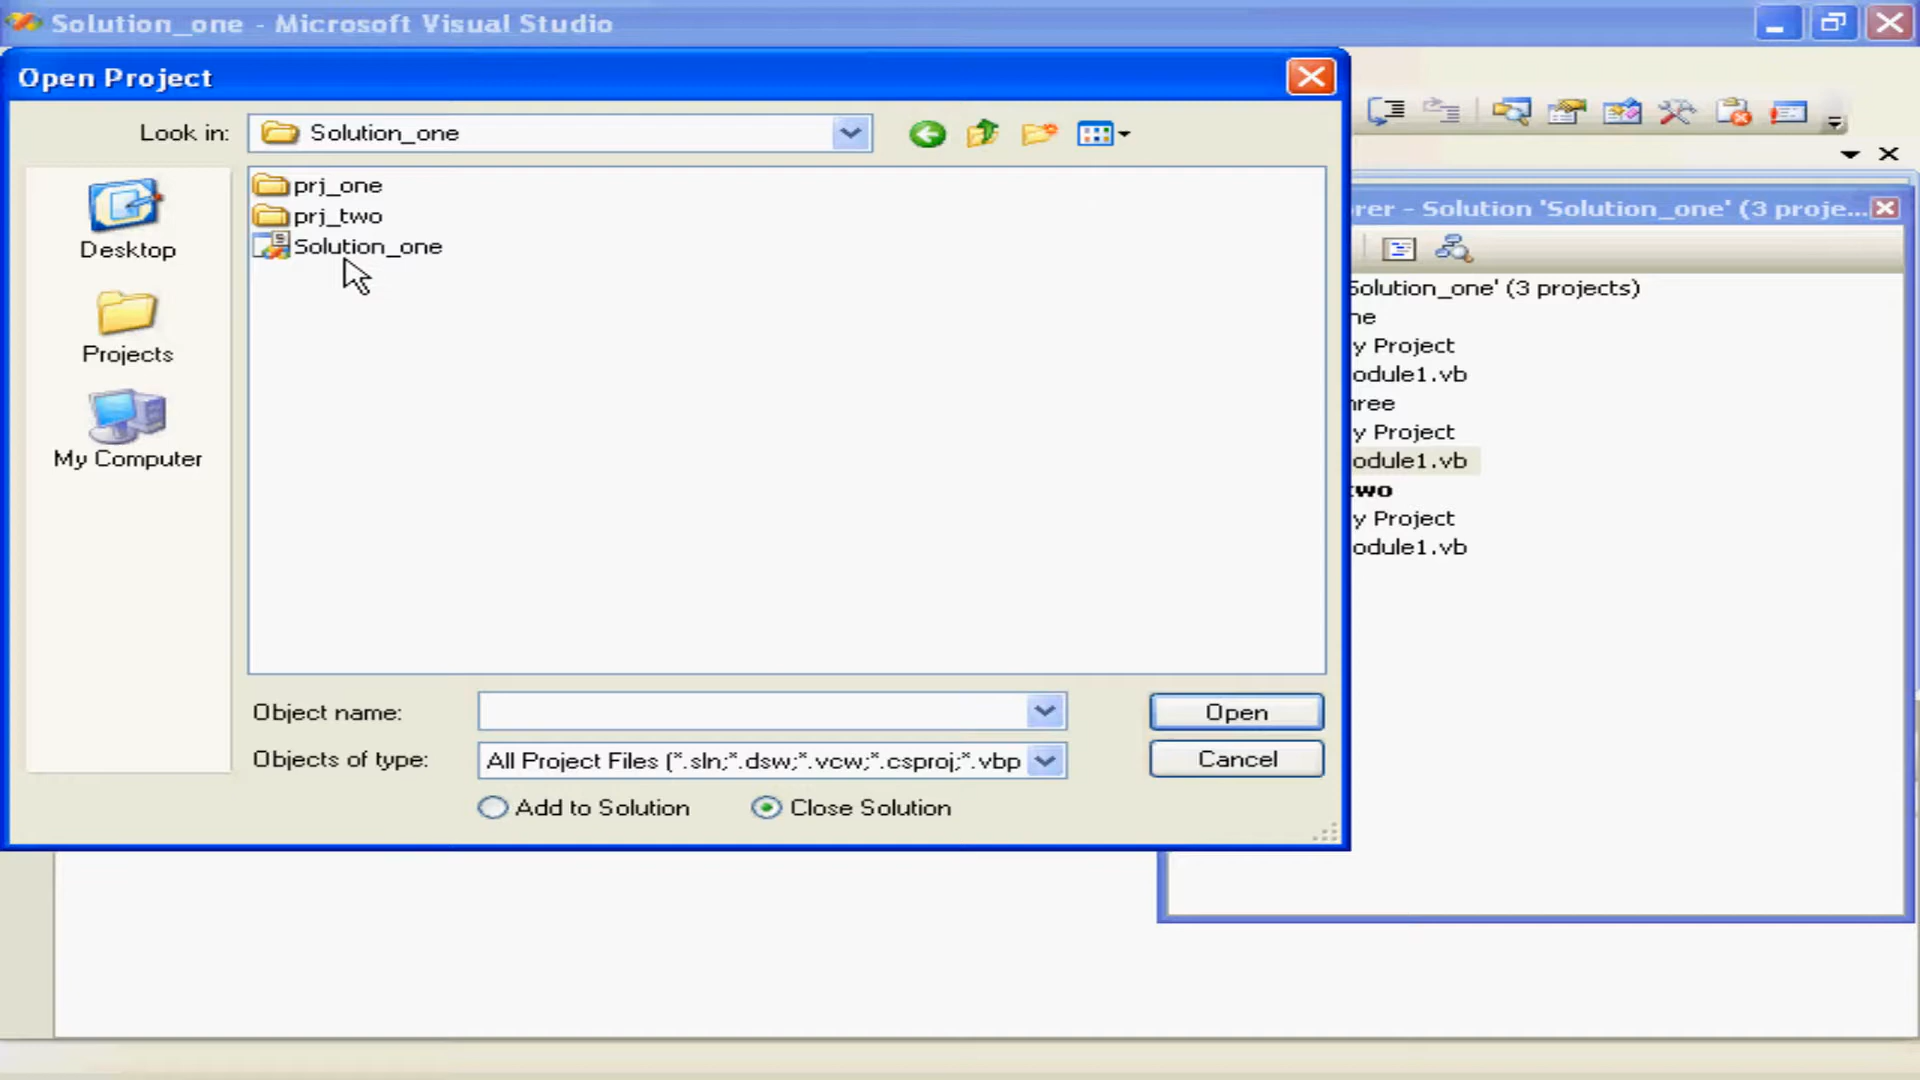 Solution_one - Microsoft Visual Studio
Open Project
Look in:
Solution_one
prj_one
prj_two
Solution_one
Desktop
Projects
My Computer
Object name:
Open
Objects of type:
All Project Files (*.sln;*.dsw;*.vcw;*.csproj;*.vbp
Cancel
Add to Solution
Close Solution
rer - Solution 'Solution_one' (3 proje...
Solution_one' (3 projects)
ne
y Project
odule1.vb
hree
y Project
odule1.vb
two
y Project
odule1.vb